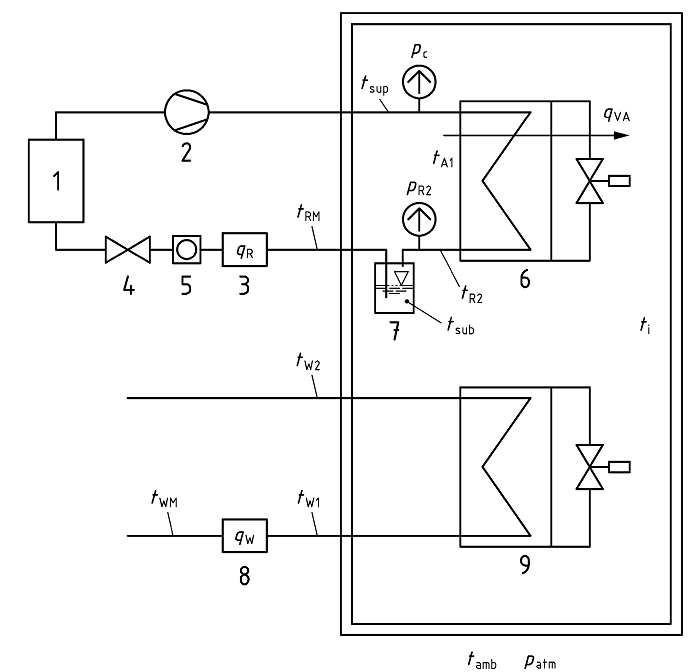 p_c
t_sup
q_VA
1
2
t_A1
p_R2
t_RM
q_R
4
5
3
6
t_R2
7
t_sub
t_i
t_W2
t_WM
t_W1
q_W
9
8
t_amb p_atm